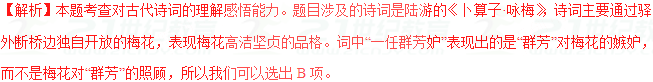 【解析】本题考查对古代诗词的理解感悟能力。题目涉及的诗词是陆游的《卜算子·咏梅》，诗词主要通过驿
外断桥边独自开放的梅花，表现梅花高洁坚贞的品格。词中“一任群芳妒”表现出的是“群芳”对梅花的嫉妒，
而不是梅花对“群芳”的照顾，所以我们可以选出 B 项。